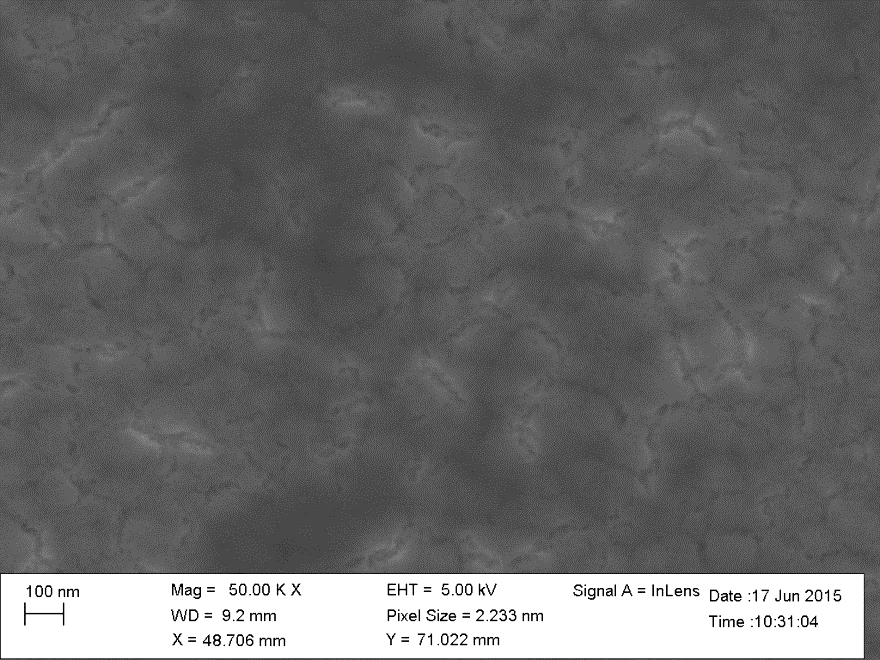 100 nm
Mag = 50.00 K X
EHT = 5.00 kV
Signal A = InLens
Date :17 Jun 2015
WD = 9.2 mm
Pixel Size = 2.233 nm
Time :10:31:04
X = 48.706 mm
Y = 71.022 mm